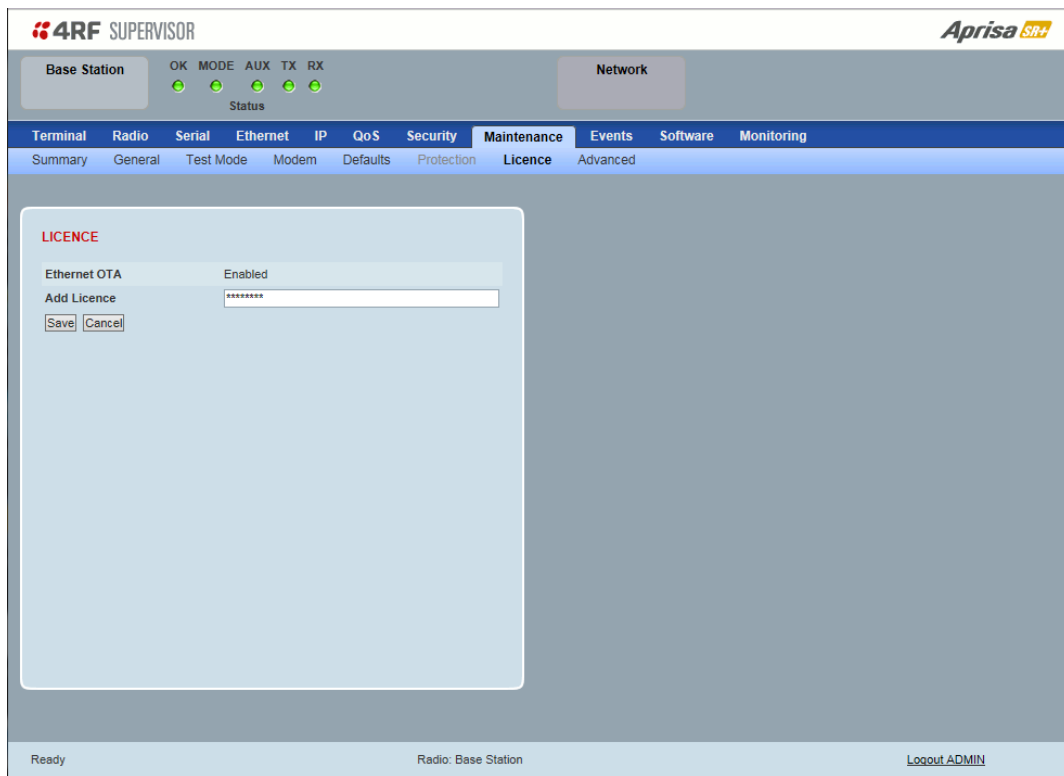 4RF SUPERVISOR
Aprisa SR+
Base Station
OK MODE AUX TX RX
Status
Network
Terminal Radio Serial Ethernet IP QoS Security Maintenance Events Software Monitoring
Summary General Test Mode Modem Defaults Protection Licence Advanced
LICENCE
Ethernet OTA Enabled
Add Licence ********
Save Cancel
Ready Radio: Base Station Logout ADMIN